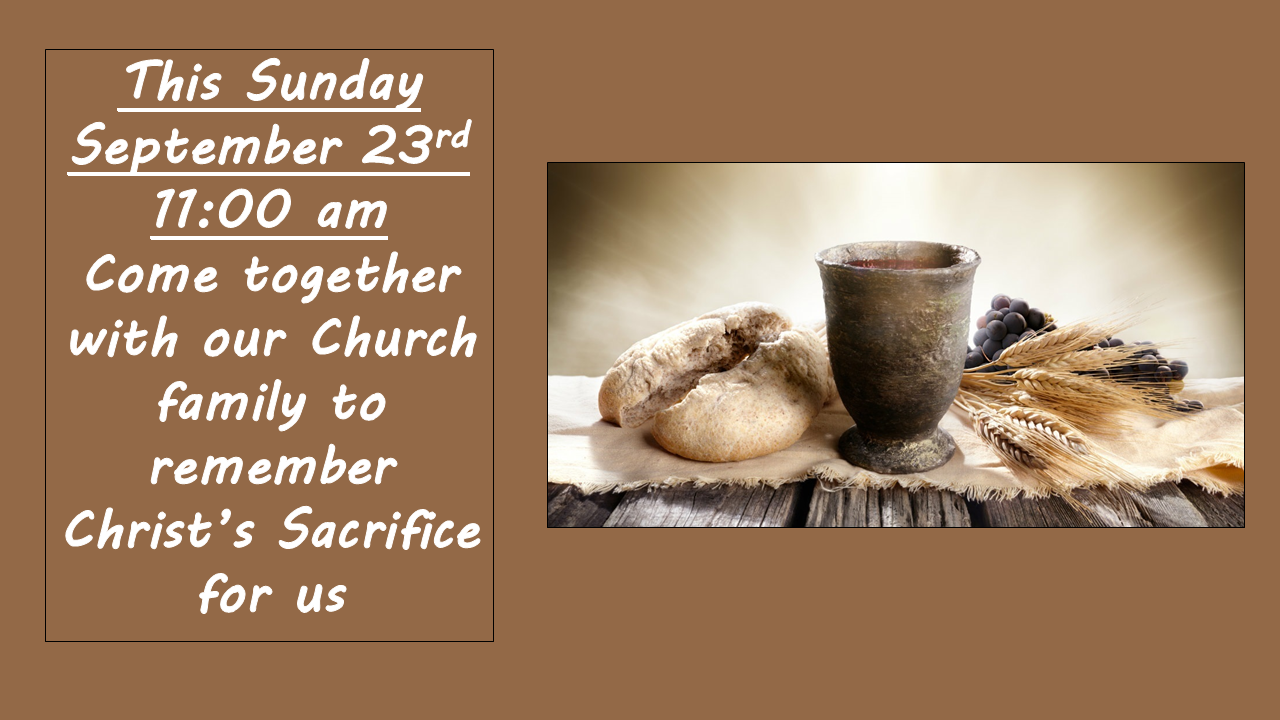 This Sunday
September 23rd
11:00 am
Come together
with our Church
family to
remember
Christ's Sacrifice
for us